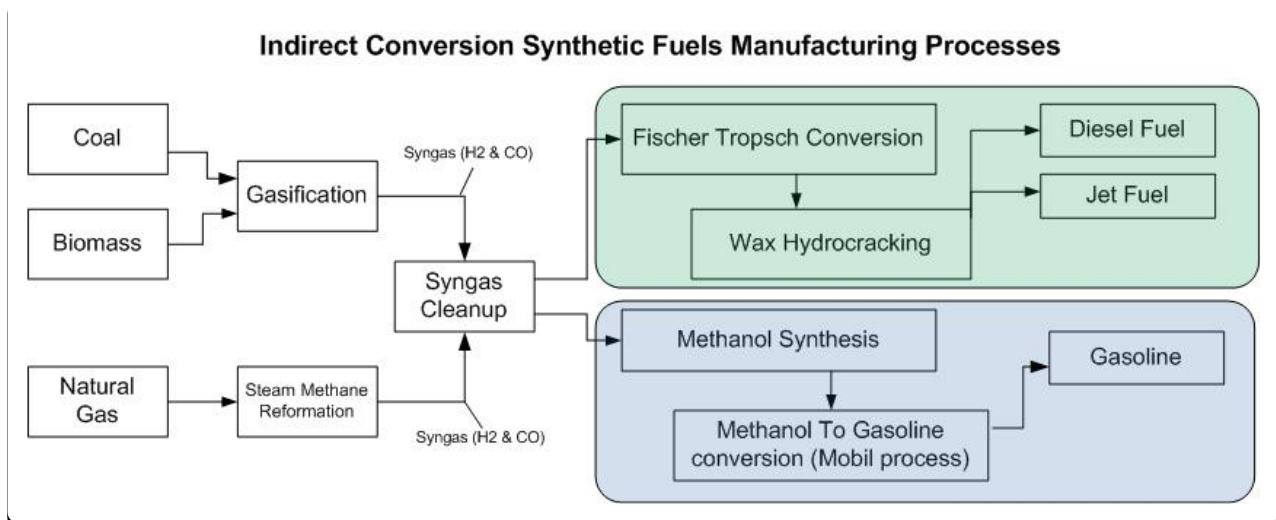 Indirect Conversion Synthetic Fuels Manufacturing Processes
Coal
Biomass
Gasification
Syngas (H2 & CO)
Syngas
Cleanup
Natural
Gas
Steam Methane
Reformation
Syngas (H2 & CO)
Fischer Tropsch Conversion
Wax Hydrocracking
Diesel Fuel
Jet Fuel
Methanol Synthesis
Methanol To Gasoline
conversion (Mobil process)
Gasoline